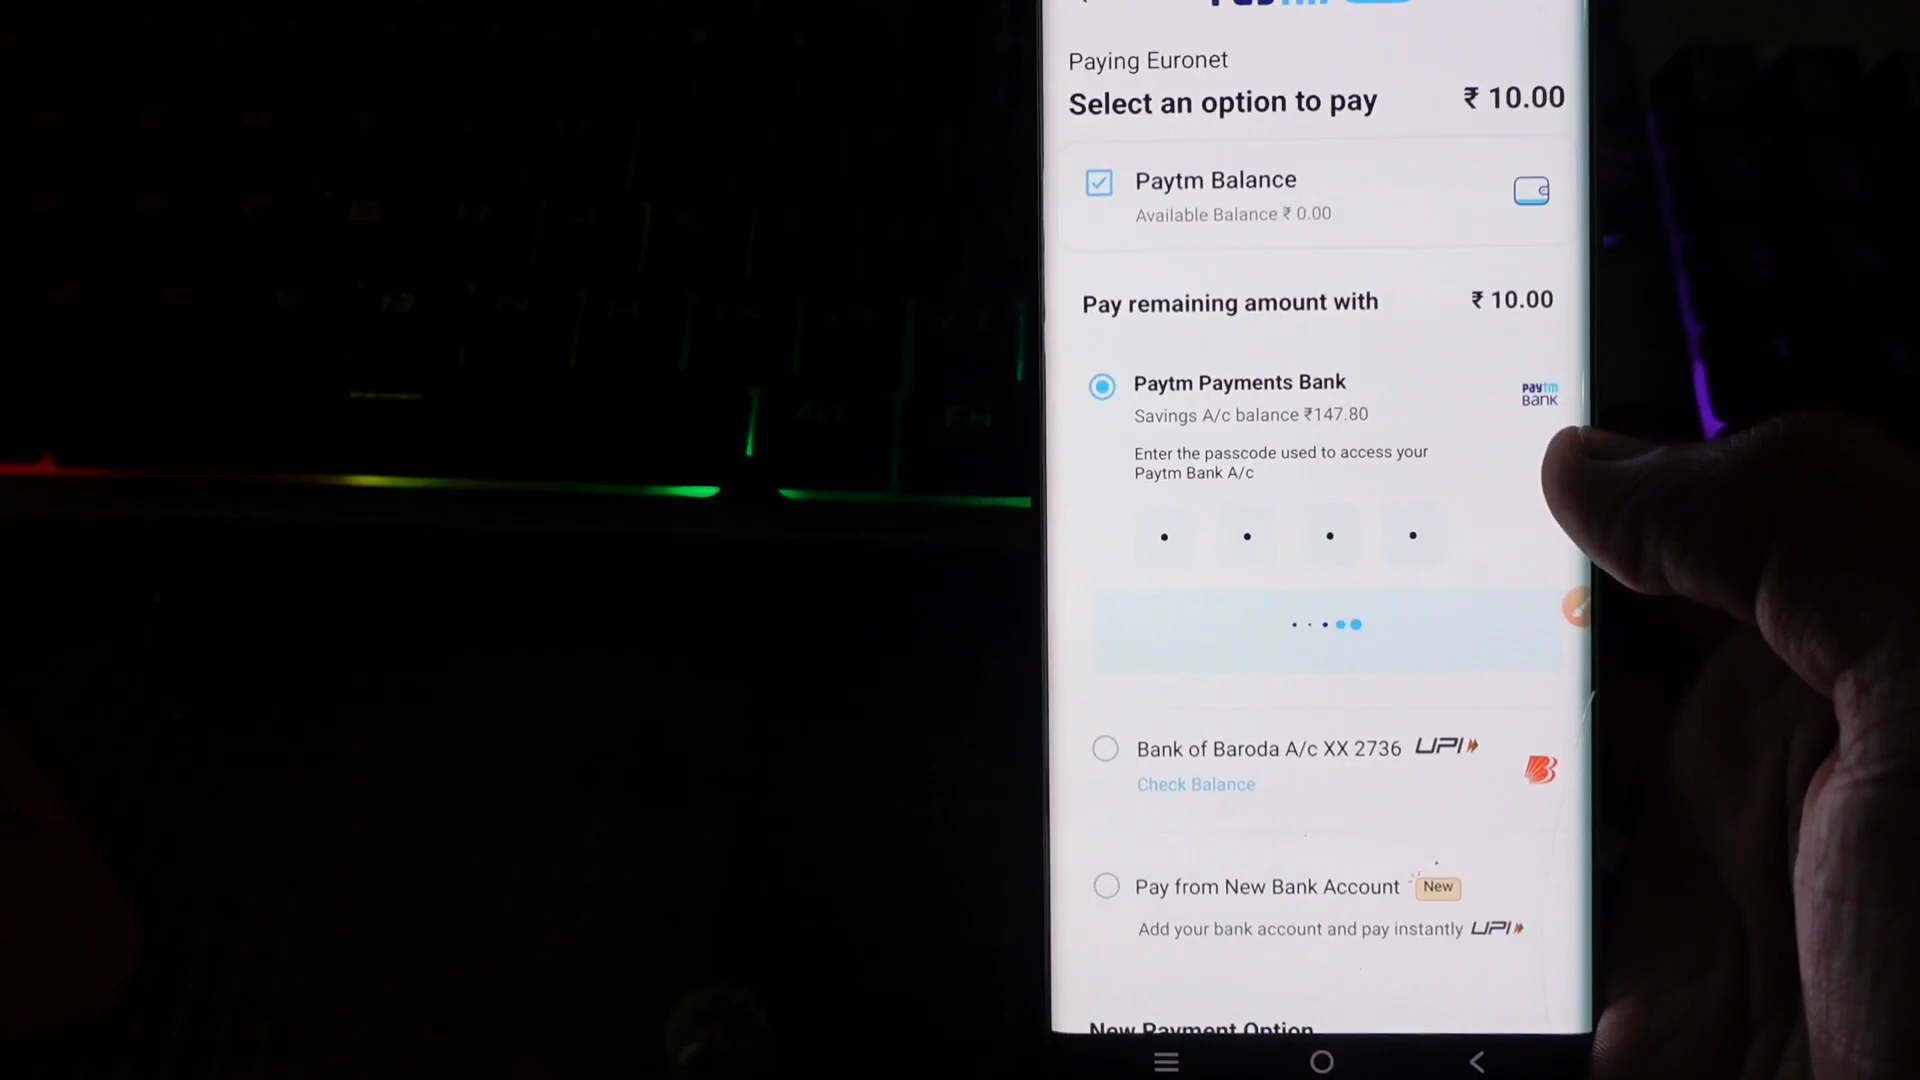 Paying Euronet
Select an option to pay ₹ 10.00
Paytm Balance
Available Balance ₹ 0.00
Pay remaining amount with ₹ 10.00
Paytm Payments Bank
Savings A/c balance ₹147.80
paytm BANK
Enter the passcode used to access your
Paytm Bank A/c
Bank of Baroda A/c XX 2736 UPI
Check Balance
Pay from New Bank Account New
Add your bank account and pay instantly UPI
New Payment Option
Alt FN